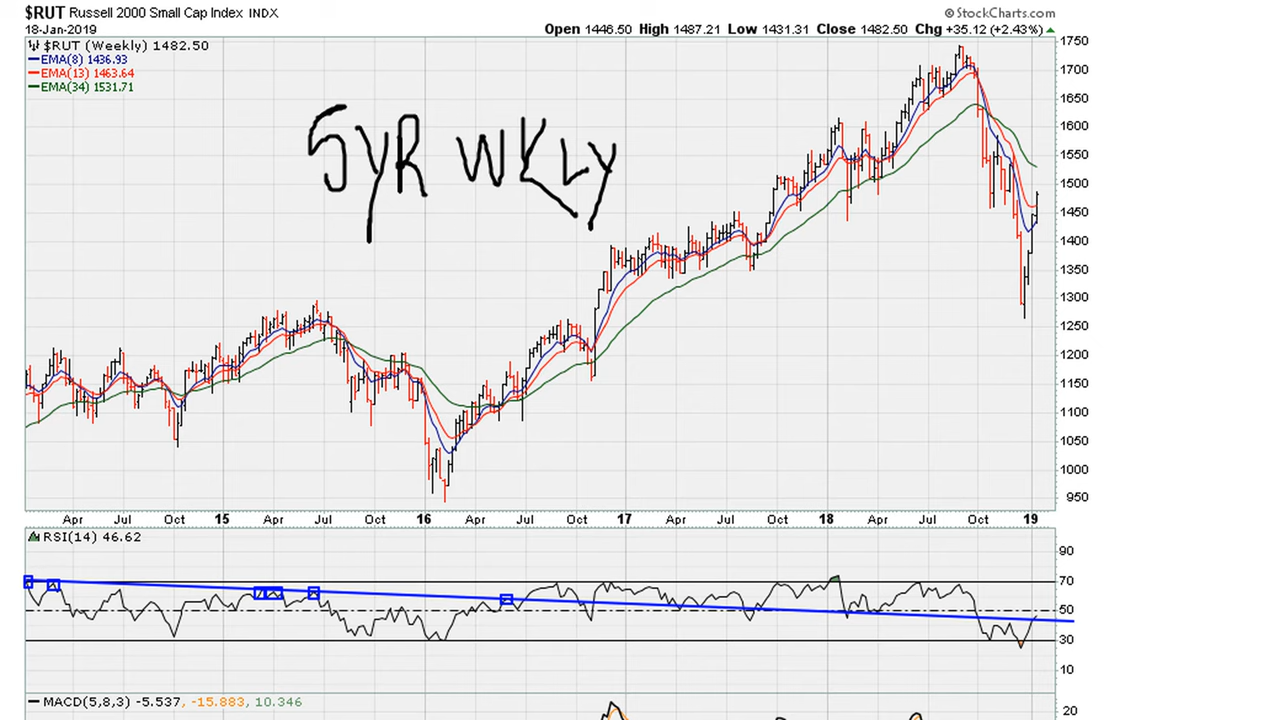 $RUT Russell 2000 Small Cap Index INDX
© StockCharts.com
18-Jan-2019
Open 1446.50 High 1487.21 Low 1431.31 Close 1482.50 Chg +35.12 (+2.43%)
$RUT (Weekly) 1482.50
EMA(8) 1436.93
EMA(13) 1463.64
EMA(34) 1531.71
5YR WKLY
1750
1700
1650
1600
1550
1500
1450
1400
1350
1300
1250
1200
1150
1100
1050
1000
950
Apr Jul Oct 15 Apr Jul Oct 16 Apr Jul Oct 17 Apr Jul Oct 18 Apr Jul Oct 19
RSI(14) 46.62
90
70
50
30
10
MACD(5,8,3) -5.537, -15.883, 10.346
20